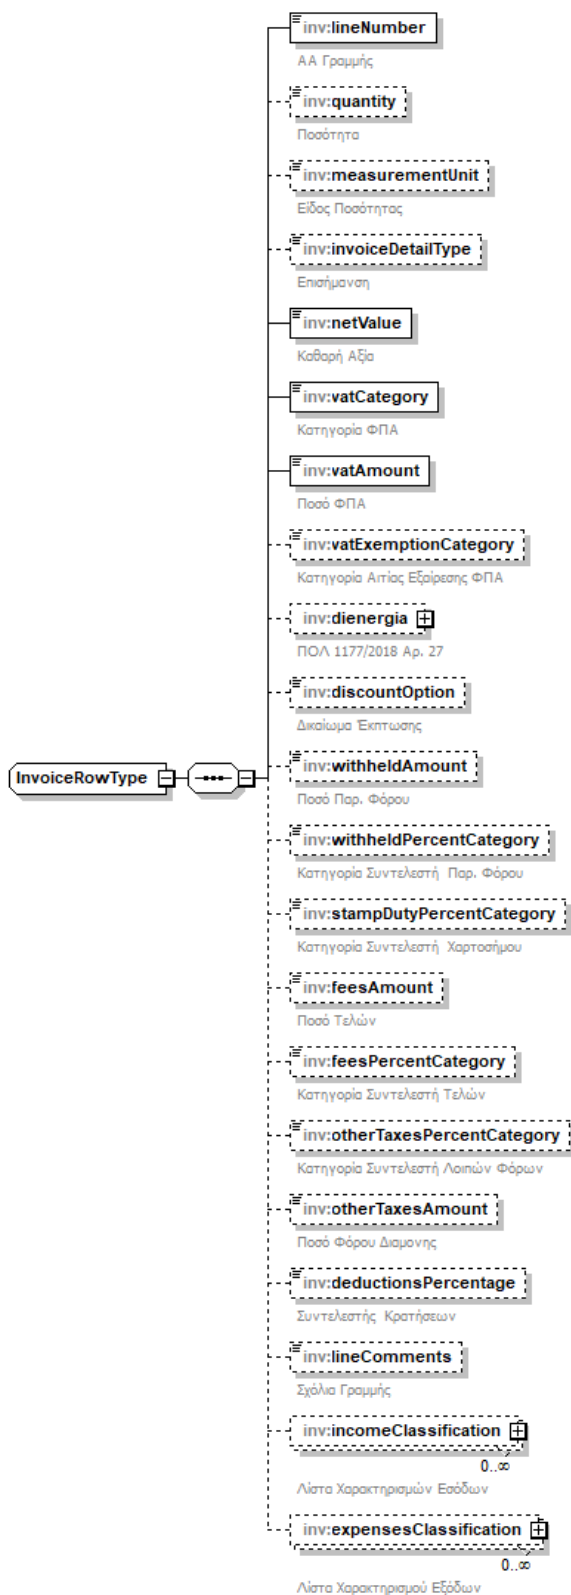 inv:lineNumber
ΑΑ Γραμμής
inv:quantity
Ποσότητα
inv:measurementUnit
Είδος Ποσότητας
inv:invoiceDetailType
Επισήμανση
inv:netValue
Καθαρή Αξία
inv:vatCategory
Κατηγορία ΦΠΑ
inv:vatAmount
Ποσό ΦΠΑ
inv:vatExemptionCategory
Κατηγορία Αιτίας Εξαίρεσης ΦΠΑ
inv:dienergia
ΠΟΛ 1177/2018 Αρ. 27
inv:discountOption
Δικαίωμα Έκπτωσης
InvoiceRowType
inv:withheldAmount
Ποσό Παρ. Φόρου
inv:withheldPercentCategory
Κατηγορία Συντελεστή Παρ. Φόρου
inv:stampDutyPercentCategory
Κατηγορία Συντελεστή Χαρτοσήμου
inv:feesAmount
Ποσό Τελών
inv:feesPercentCategory
Κατηγορία Συντελεστή Τελών
inv:otherTaxesPercentCategory
Κατηγορία Συντελεστή Λοιπών Φόρων
inv:otherTaxesAmount
Ποσό Φόρου Διαμονης
inv:deductionsPercentage
Συντελεστής Κρατήσεων
inv:lineComments
Σχόλια Γραμμής
inv:incomeClassification
0..∞
Λίστα Χαρακτηρισμών Εσόδων
inv:expensesClassification
0..∞
Λίστα Χαρακτηρισμού Εξόδων